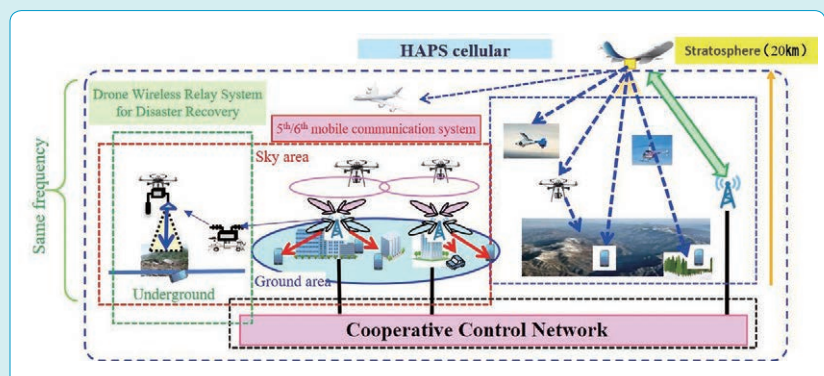 HAPS cellular
Stratosphere (20km)
Drone Wireless Relay System
for Disaster Recovery
5th/6th mobile communication system
Sky area
Same frequency
Ground area
Underground
Cooperative Control Network